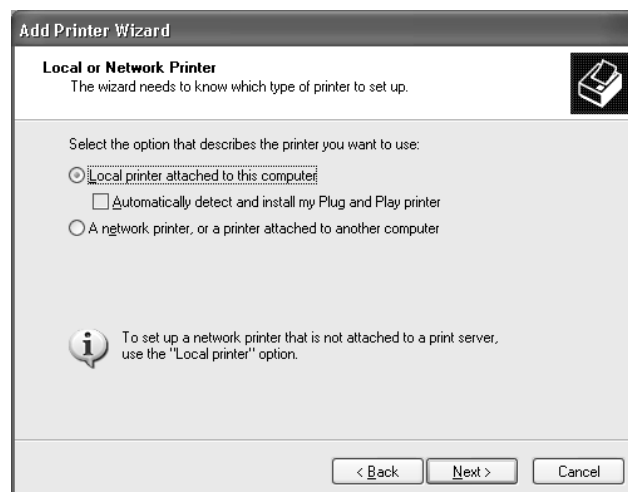 Add Printer Wizard
Local or Network Printer
The wizard needs to know which type of printer to set up.
Select the option that describes the printer you want to use:
Local printer attached to this computer
Automatically detect and install my Plug and Play printer
A network printer, or a printer attached to another computer
To set up a network printer that is not attached to a print server,
use the "Local printer" option.
< Back Next > Cancel